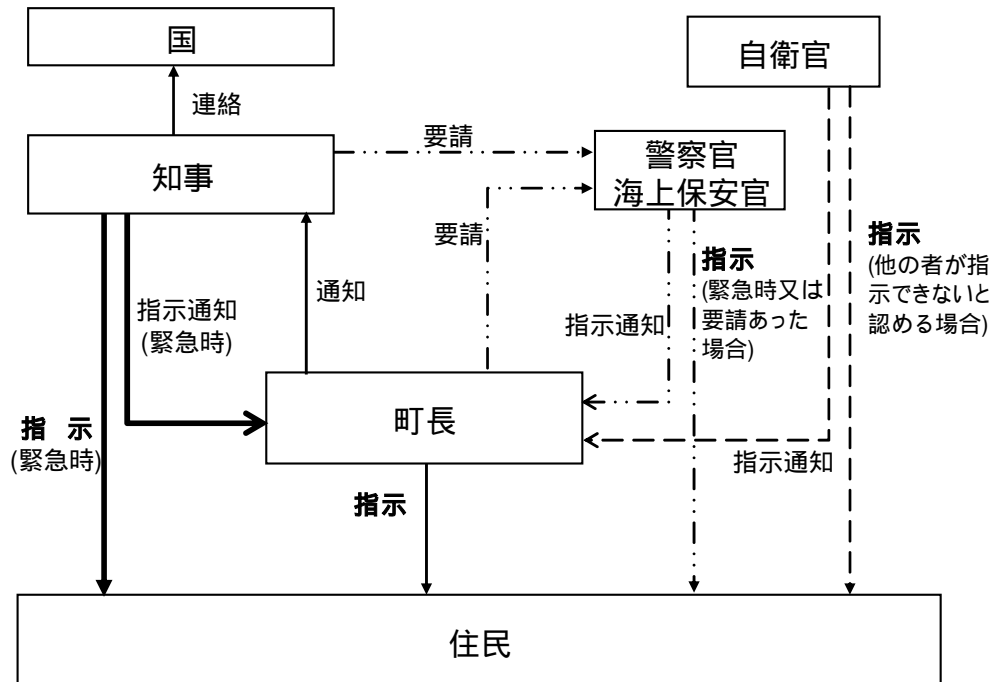 国
自衛官
連絡
知事
要請
警察官
海上保安官
要請
指示
(緊急時又は
要請あった
場合)
指示
(他の者が指
示できないと
認める場合)
通知
指示通知
(緊急時)
指示通知
町長
指 示
(緊急時)
指示通知
指示
住民